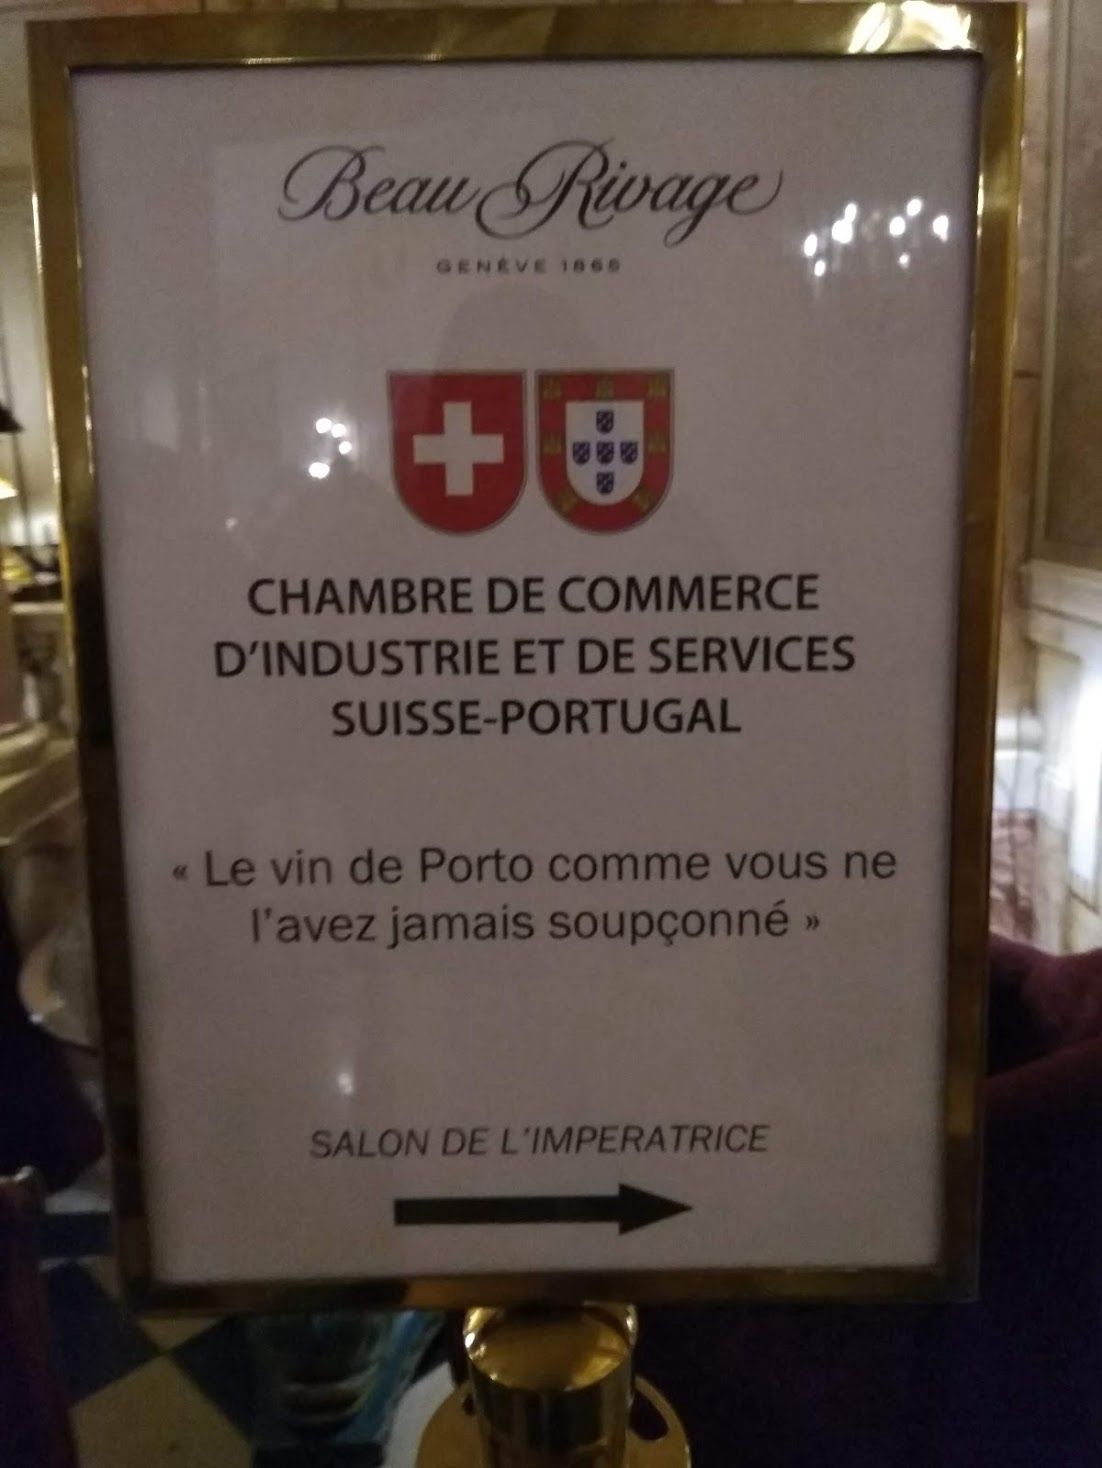 Beau Rivage
GENÈVE 1865
CHAMBRE DE COMMERCE
D'INDUSTRIE ET DE SERVICES
SUISSE-PORTUGAL
« Le vin de Porto comme vous ne
l'avez jamais soupçonné »
SALON DE L'IMPERATRICE